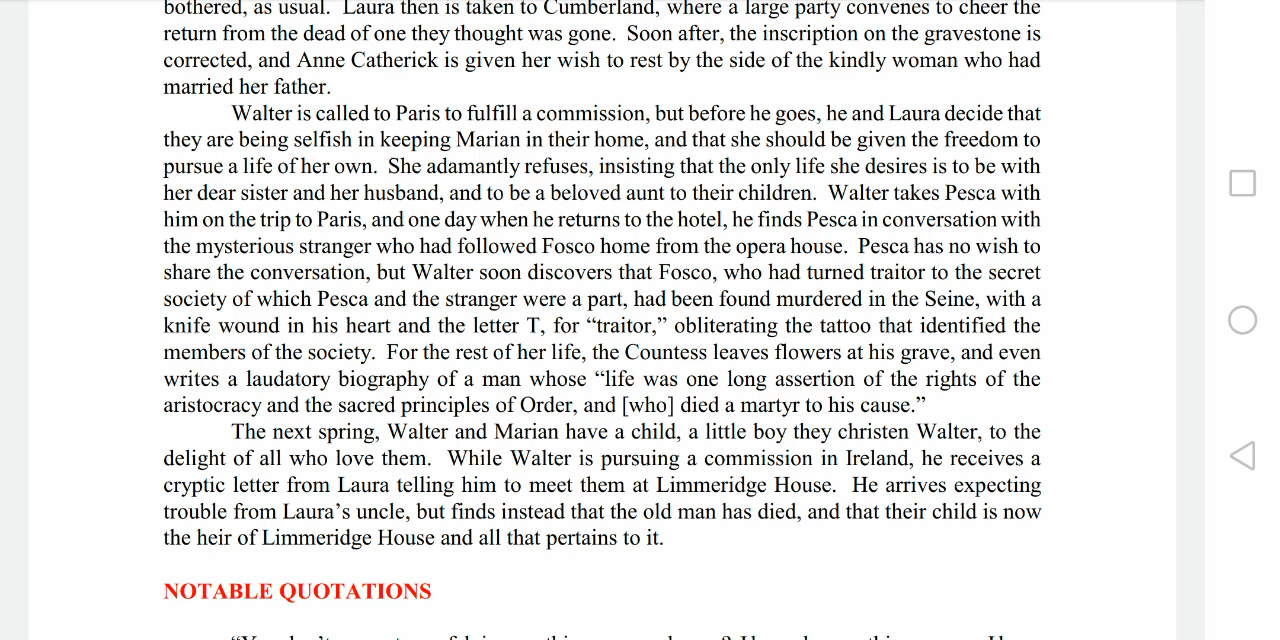 bothered, as usual. Laura then is taken to Cumberland, where a large party convenes to cheer the
return from the dead of one they thought was gone. Soon after, the inscription on the gravestone is
corrected, and Anne Catherick is given her wish to rest by the side of the kindly woman who had
married her father.
Walter is called to Paris to fulfill a commission, but before he goes, he and Laura decide that
they are being selfish in keeping Marian in their home, and that she should be given the freedom to
pursue a life of her own. She adamantly refuses, insisting that the only life she desires is to be with
her dear sister and her husband, and to be a beloved aunt to their children. Walter takes Pesca with
him on the trip to Paris, and one day when he returns to the hotel, he finds Pesca in conversation with
the mysterious stranger who had followed Fosco home from the opera house. Pesca has no wish to
share the conversation, but Walter soon discovers that Fosco, who had turned traitor to the secret
society of which Pesca and the stranger were a part, had been found murdered in the Seine, with a
knife wound in his heart and the letter T, for “traitor,” obliterating the tattoo that identified the
members of the society. For the rest of her life, the Countess leaves flowers at his grave, and even
writes a laudatory biography of a man whose “life was one long assertion of the rights of the
aristocracy and the sacred principles of Order, and [who] died a martyr to his cause.”
The next spring, Walter and Marian have a child, a little boy they christen Walter, to the
delight of all who love them. While Walter is pursuing a commission in Ireland, he receives a
cryptic letter from Laura telling him to meet them at Limmeridge House. He arrives expecting
trouble from Laura’s uncle, but finds instead that the old man has died, and that their child is now
the heir of Limmeridge House and all that pertains to it.
NOTABLE QUOTATIONS